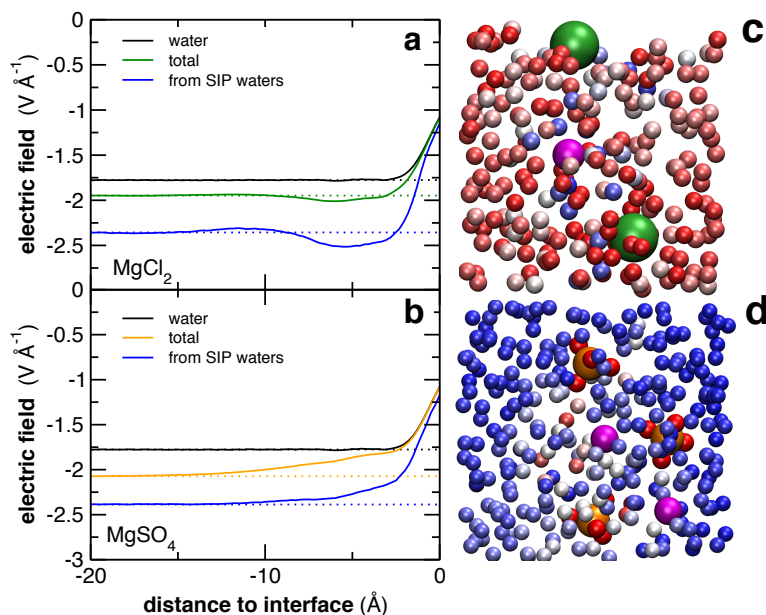 a
0
-0.5
-1
-1.5
-2
-2.5
0
electric field (V Å⁻¹)
water
total
from SIP waters
MgCl₂
b
-0.5
-1
-1.5
-2
-2.5
-3
electric field (V Å⁻¹)
water
total
from SIP waters
MgSO₄
-20
-10
0
distance to interface (Å)
c
d